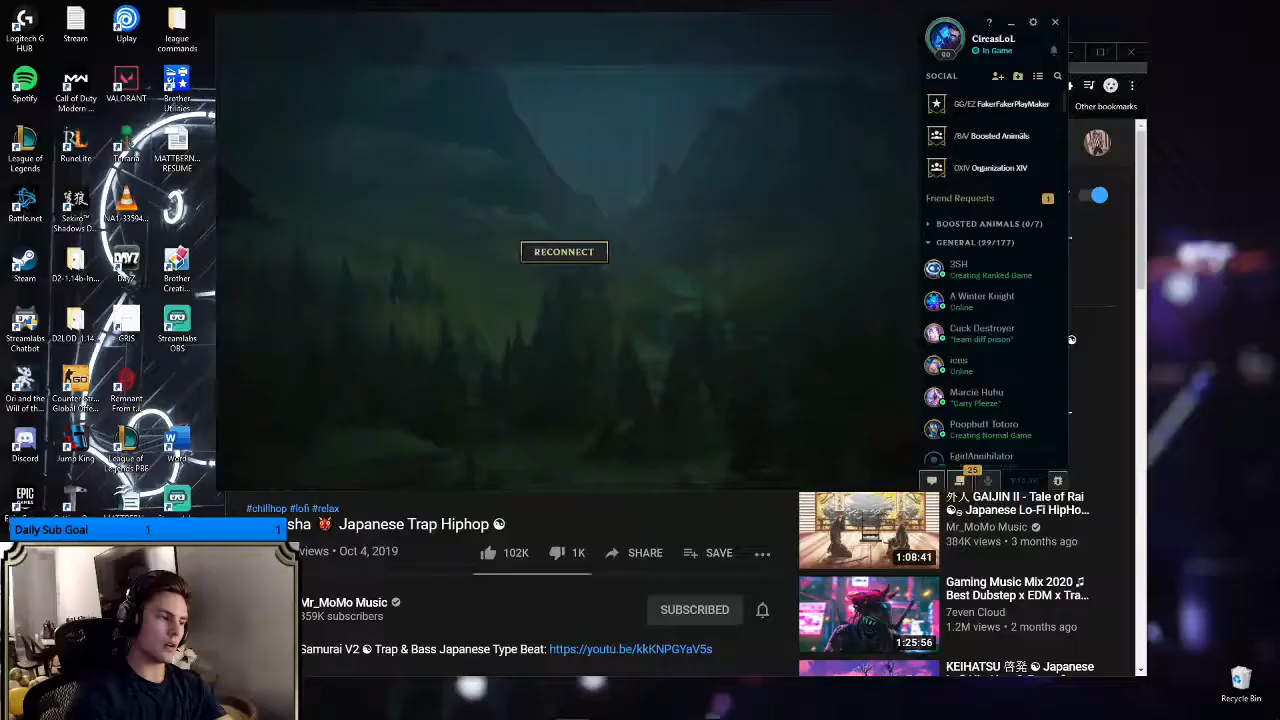 Logitech G
HUB
Stream
Uplay
league
commands
Spotify
Call of Duty
Modern ...
VALORANT
Brother
Utilities
League of
Legends
RuneLite
Terraria
MATTBERN...
RESUME
Battle.net
Sekiro™
Shadows D...
NA1-33594...
Steam
D2-1.14b-In...
DayZ
Brother
Creati...
Streamlabs
Chatbot
D2LOD_1.14...
GRIS
Streamlabs
OBS
Ori and the
Will of th...
Counter-Str...
Global Offe...
Remnant
From t...
Discord
Jump King
League of
Legends PBE
Word
EPIC
GAMES
Daily Sub Goal 1 1
RECONNECT
?
CircasLoL
In Game
SOCIAL
GG/EZ FakerFakerPlayMaker
/BA/ Boosted Animals
OXIV Organization XIV
Friend Requests 1
BOOSTED ANIMALS (0/7)
GENERAL (29/177)
3SH
Creating Ranked Game
A Winter Knight
Online
Cuck Destroyer
"team diff prison"
ices
Online
Marcie Huhu
"Carry Pleeze"
Poopbutt Totoro
Creating Normal Game
EgirlAnnihilator
25
Other bookmarks
#chillhop #lofi #relax
sha 👹 Japanese Trap Hiphop ☯
views • Oct 4, 2019
102K
1K
SHARE
SAVE
Mr_MoMo Music
359K subscribers
SUBSCRIBED
Samurai V2 ☯ Trap & Bass Japanese Type Beat: https://youtu.be/kkKNPGYaV5s
外人 GAIJIN II - Tale of Rai
Japanese Lo-Fi HipHo...
Mr_MoMo Music
384K views • 3 months ago
1:08:41
Gaming Music Mix 2020 ♫
Best Dubstep x EDM x Tra...
7even Cloud
1.2M views • 2 months ago
1:25:56
KEIHATSU 啓発 ☯ Japanese
Recycle Bin